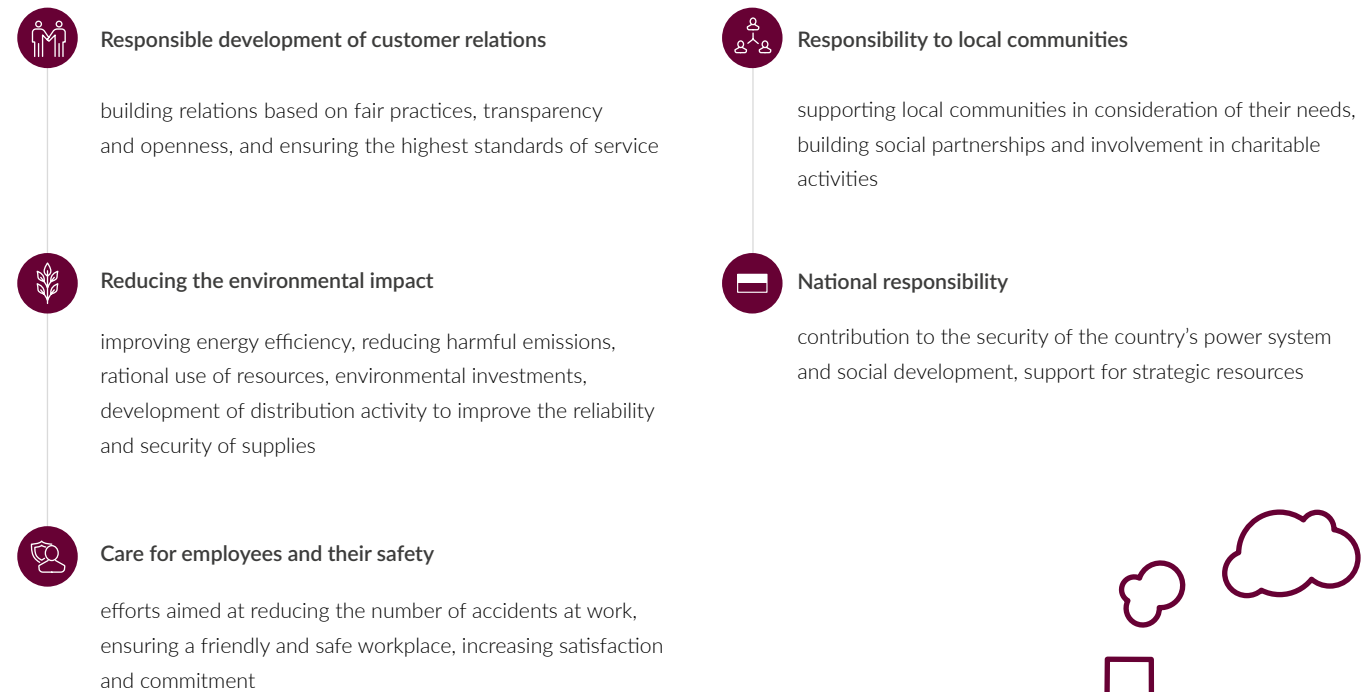 Responsible development of customer relations
building relations based on fair practices, transparency
and openness, and ensuring the highest standards of service
Reducing the environmental impact
improving energy efficiency, reducing harmful emissions,
rational use of resources, environmental investments,
development of distribution activity to improve the reliability
and security of supplies
Care for employees and their safety
efforts aimed at reducing the number of accidents at work,
ensuring a friendly and safe workplace, increasing satisfaction
and commitment
Responsibility to local communities
supporting local communities in consideration of their needs,
building social partnerships and involvement in charitable
activities
National responsibility
contribution to the security of the country’s power system
and social development, support for strategic resources